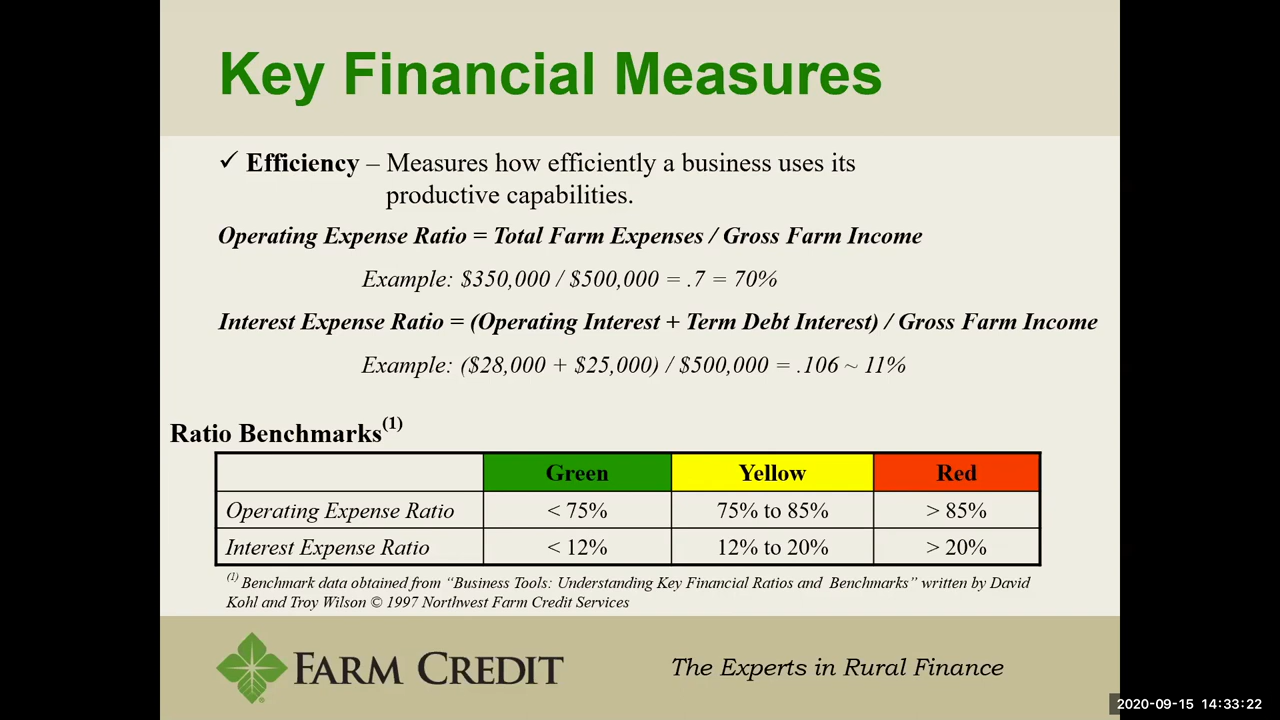 Key Financial Measures
✓ Efficiency – Measures how efficiently a business uses its
productive capabilities.
Operating Expense Ratio = Total Farm Expenses / Gross Farm Income
Example: $350,000 / $500,000 = .7 = 70%
Interest Expense Ratio = (Operating Interest + Term Debt Interest) / Gross Farm Income
Example: ($28,000 + $25,000) / $500,000 = .106 ~ 11%
Ratio Benchmarks(1)
Green Yellow Red
Operating Expense Ratio < 75% 75% to 85% > 85%
Interest Expense Ratio < 12% 12% to 20% > 20%
(1) Benchmark data obtained from “Business Tools: Understanding Key Financial Ratios and Benchmarks” written by David
Kohl and Troy Wilson © 1997 Northwest Farm Credit Services
FARM CREDIT
The Experts in Rural Finance
2020-09-15 14:33:22